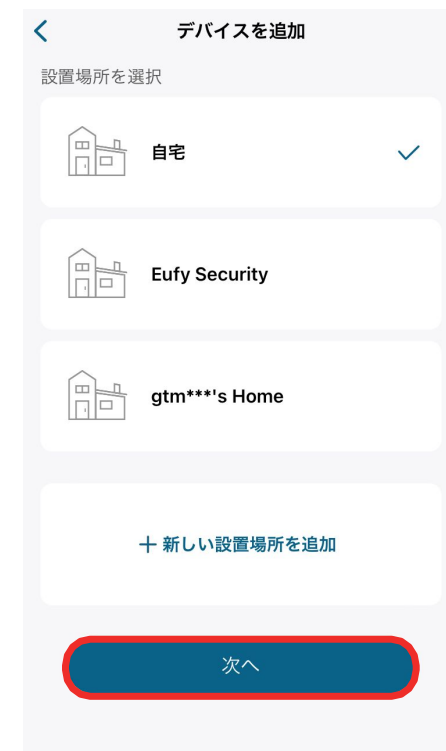 デバイスを追加
設置場所を選択
自宅
Eufy Security
gtm***'s Home
+ 新しい設置場所を追加
次へ